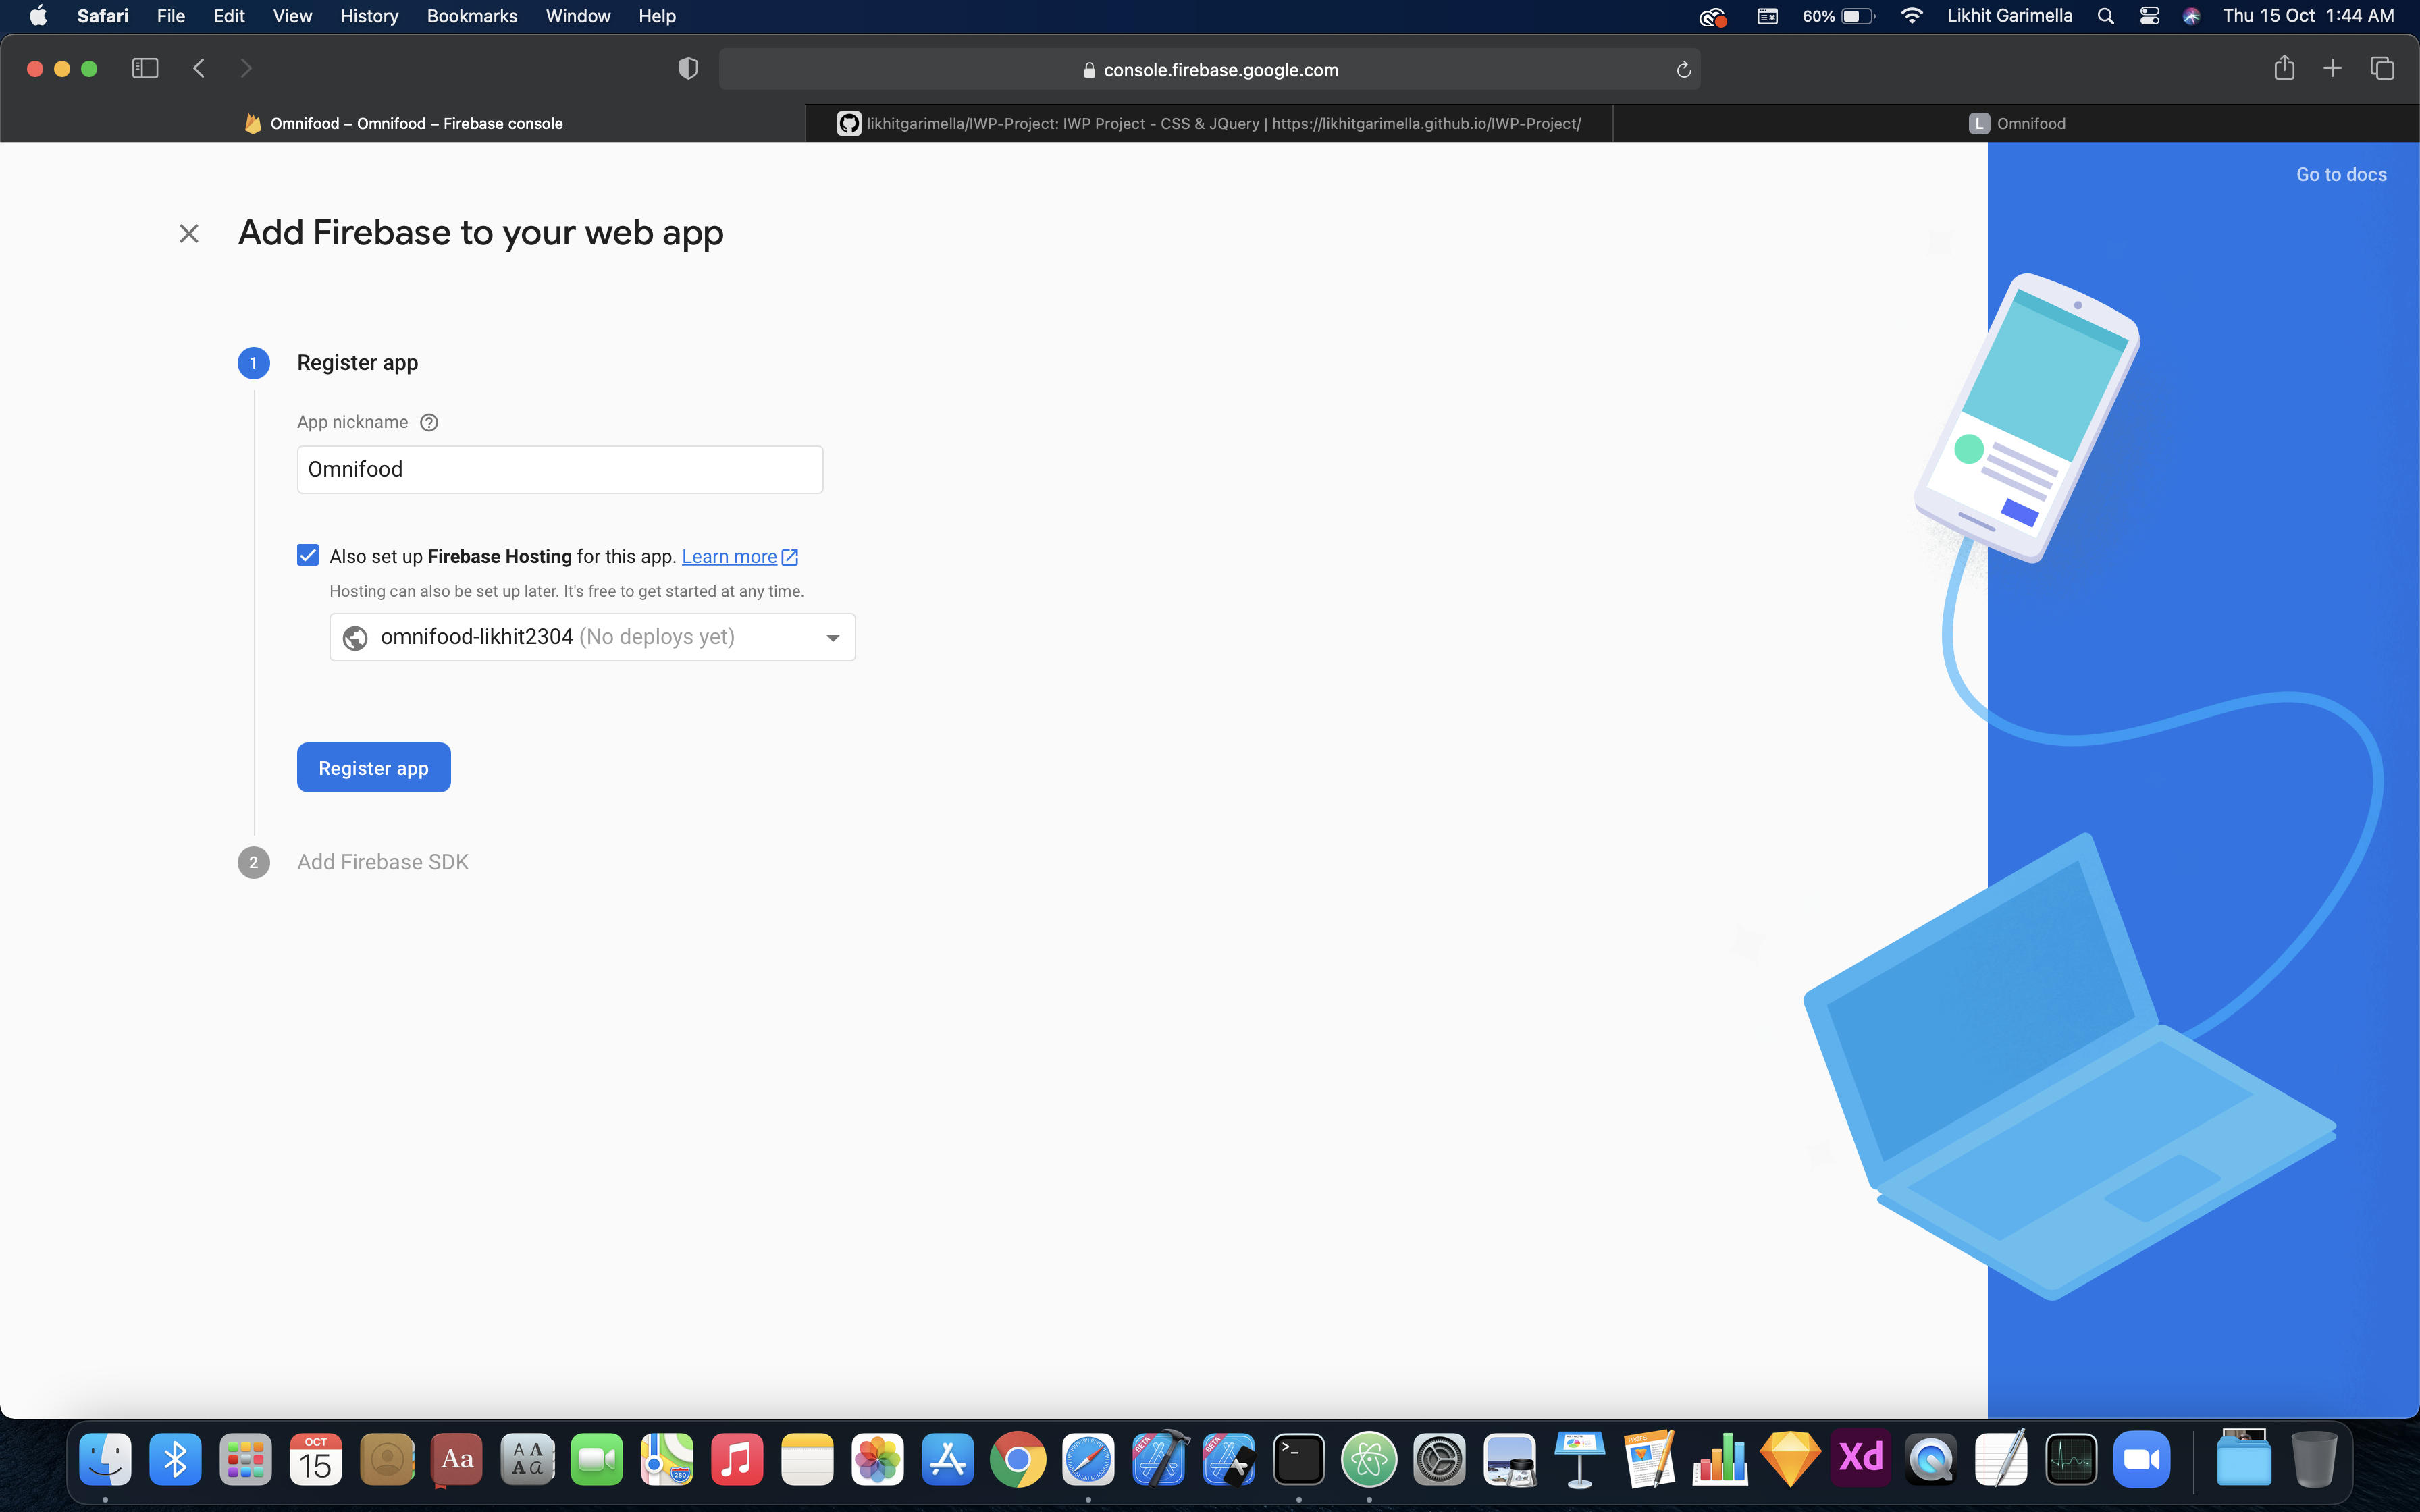 Safari File Edit View History Bookmarks Window Help
60% Likhit Garimella Thu 15 Oct 1:44 AM
console.firebase.google.com
Omnifood – Omnifood – Firebase console
likhitgarimella/IWP-Project: IWP Project - CSS & JQuery | https://likhitgarimella.github.io/IWP-Project/
L Omnifood
Go to docs
Add Firebase to your web app
1 Register app
App nickname ?
Omnifood
Also set up Firebase Hosting for this app. Learn more
Hosting can also be set up later. It's free to get started at any time.
omnifood-likhit2304 (No deploys yet)
Register app
2 Add Firebase SDK
OCT
15
Aa
A A
A a
280
BETA
BETA
>_
PAGES
Xd